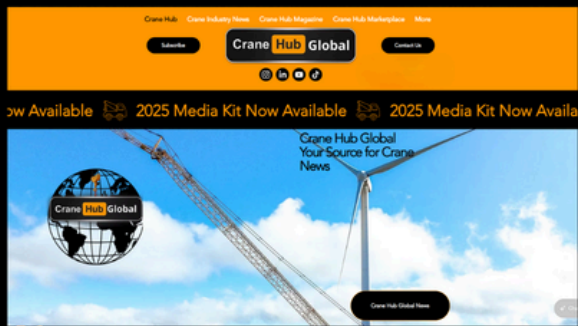 Crane Hub Crane Industry News Crane Hub Magazine Crane Hub Marketplace More
Subscribe
Crane Hub Global
Contact Us
ow Available 2025 Media Kit Now Available 2025 Media Kit Now Availa
Crane Hub Global
Your Source for Crane
News
Crane Hub Global
Crane Hub Global News